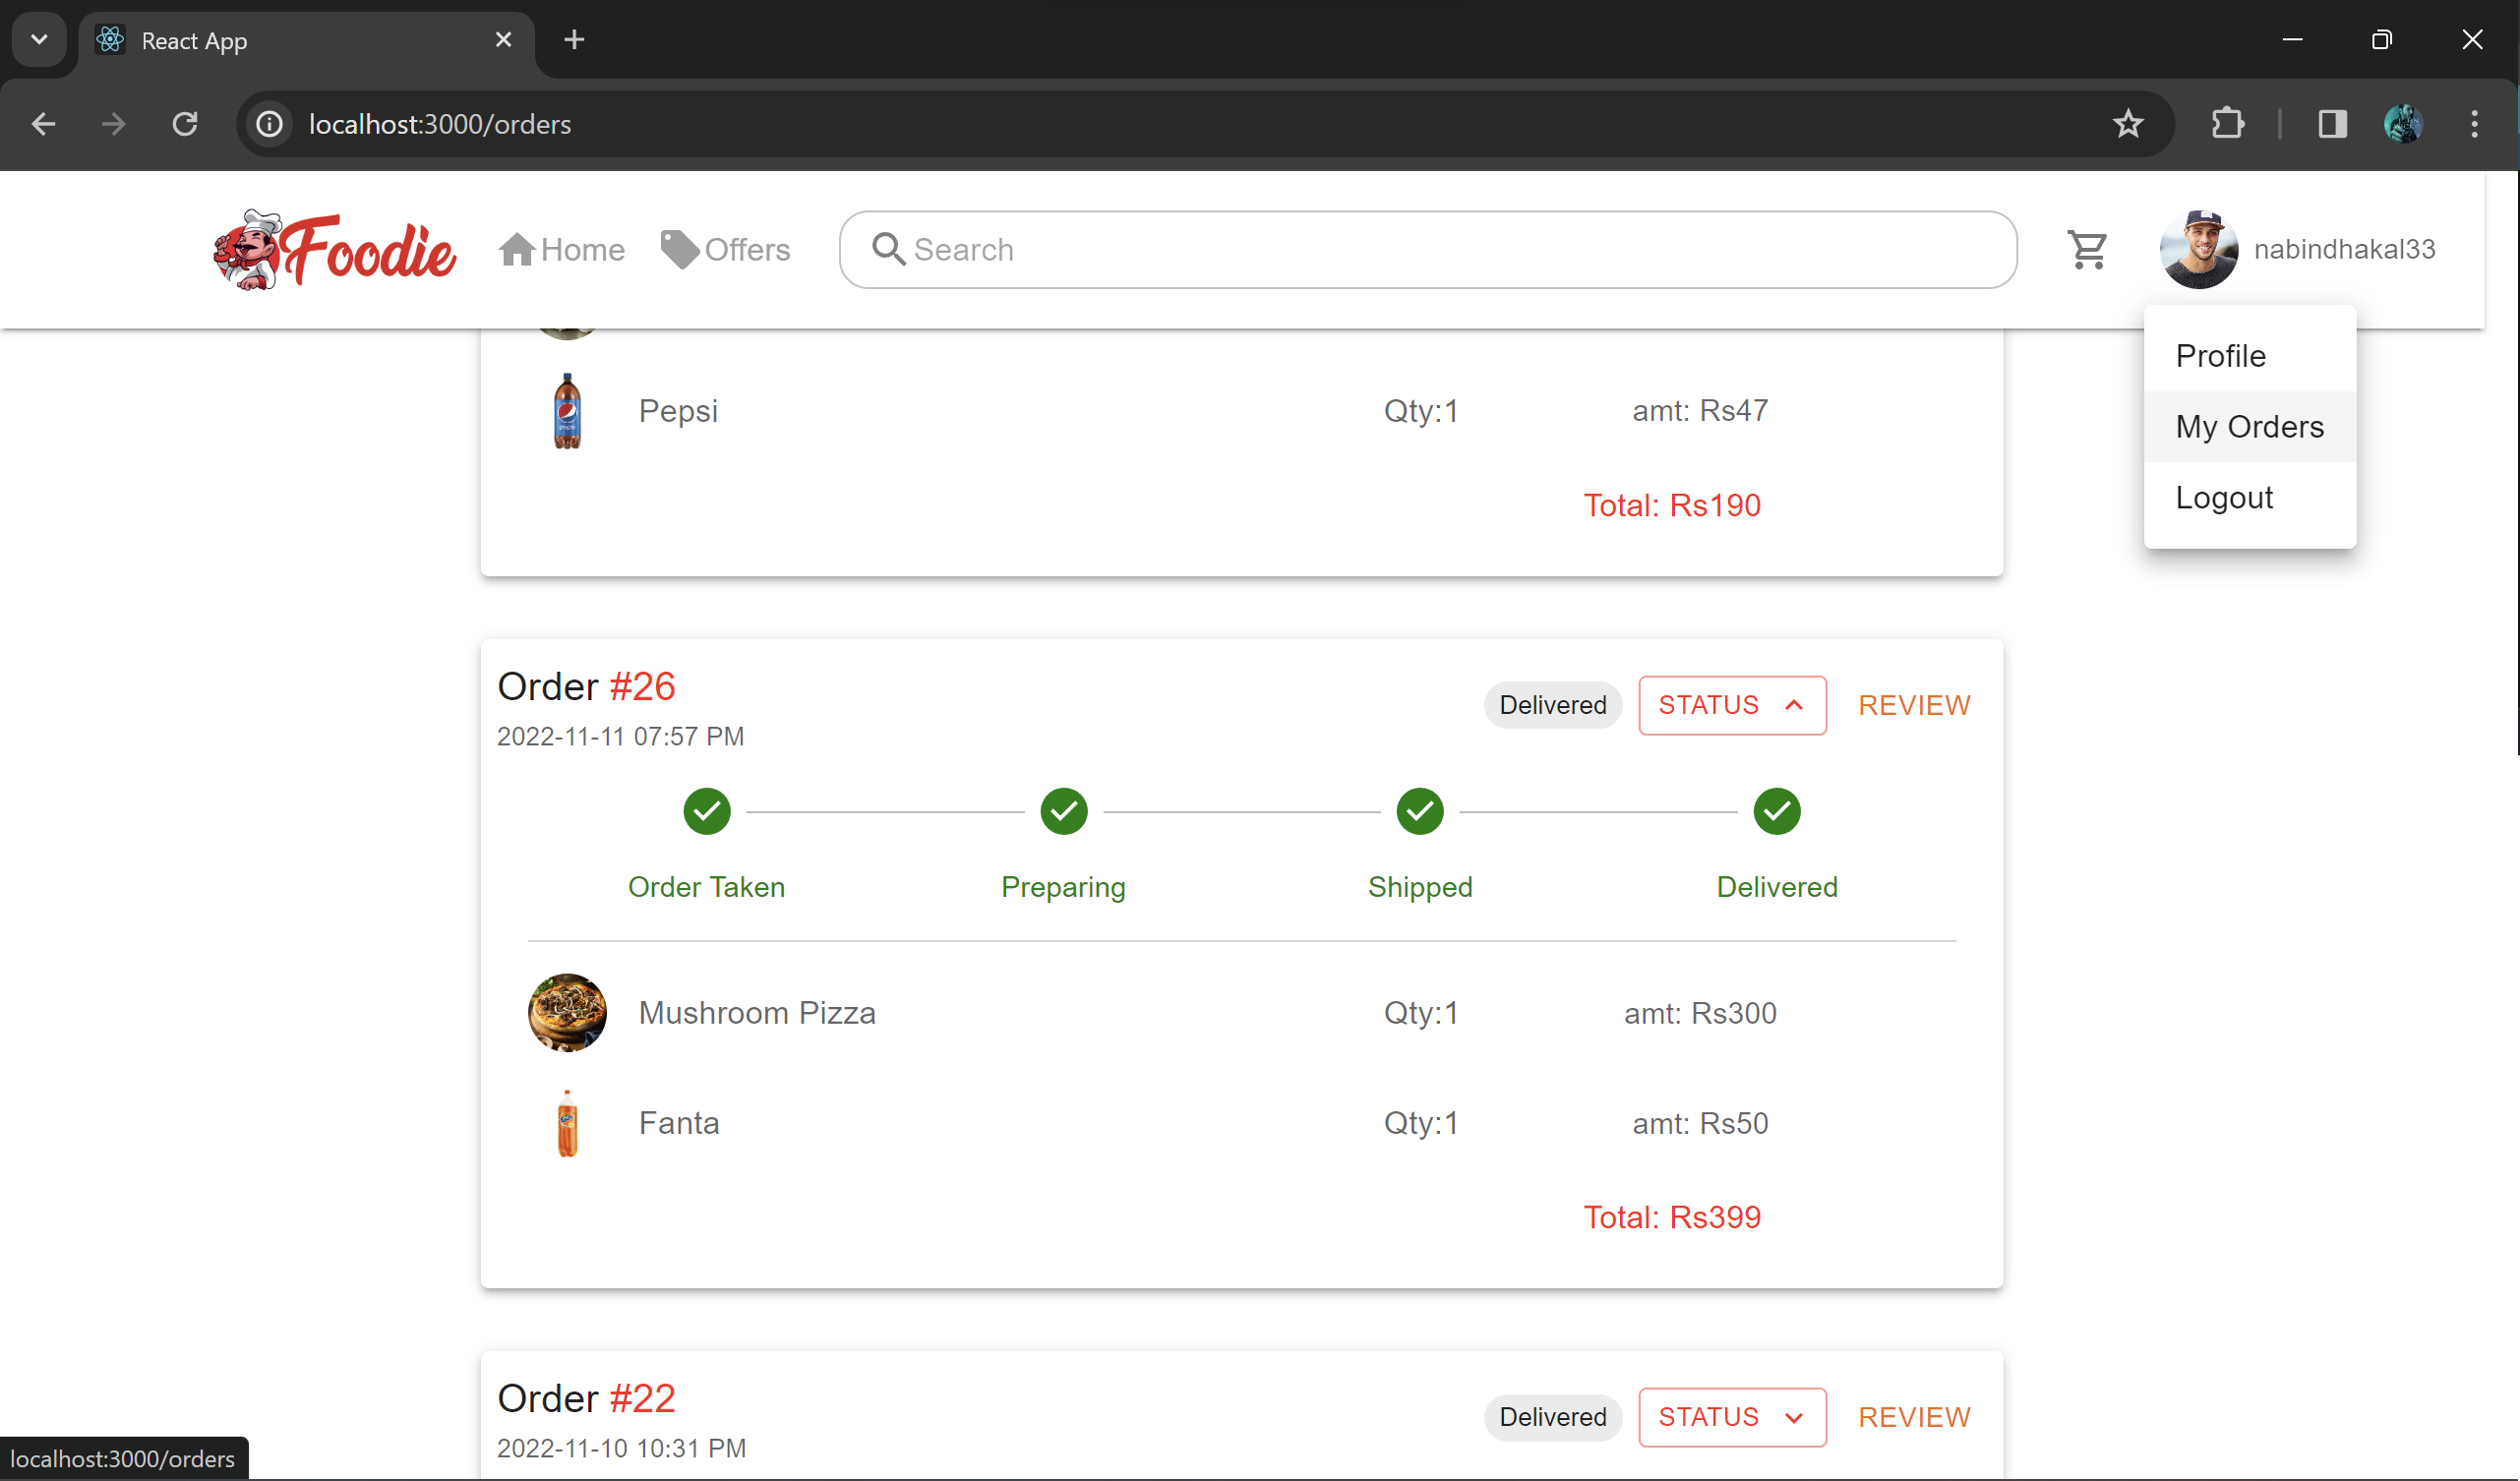 React App
localhost:3000/orders
Foodie
Home
Offers
Search
nabindhakal33
Profile
My Orders
Logout
Pepsi Qty:1 amt: Rs47
Total: Rs190
Order #26
Delivered STATUS REVIEW
2022-11-11 07:57 PM
Order Taken Preparing Shipped Delivered
Mushroom Pizza Qty:1 amt: Rs300
Fanta Qty:1 amt: Rs50
Total: Rs399
Order #22
Delivered STATUS REVIEW
2022-11-10 10:31 PM
localhost:3000/orders